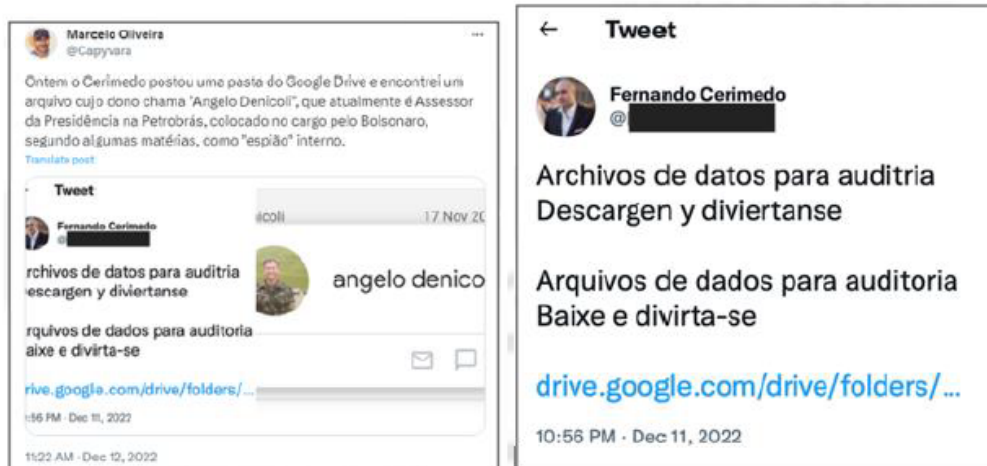 Marcelo Oliveira
@Capyvara
Ontem o Cerimedo postou uma pasta do Google Drive e encontrei um
arquivo cujo dono chama "Angelo Denicoli", que atualmente é Assessor
da Presidência na Petrobrás, colocado no cargo pelo Bolsonaro,
segundo algumas matérias, como "espião" interno.
Translate post
Tweet
Fernando Cerimedo
@
rchivos de datos para auditria
escargen y diviertanse
rquivos de dados para auditoria
aixe e divirta-se
rive.google.com/drive/folders/...
:56 PM · Dec 11, 2022
icoli
17 Nov 20
angelo denico
11:22 AM · Dec 12, 2022
← Tweet
Fernando Cerimedo
@
Archivos de datos para auditria
Descargen y diviertanse
Arquivos de dados para auditoria
Baixe e divirta-se
drive.google.com/drive/folders/...
10:56 PM · Dec 11, 2022